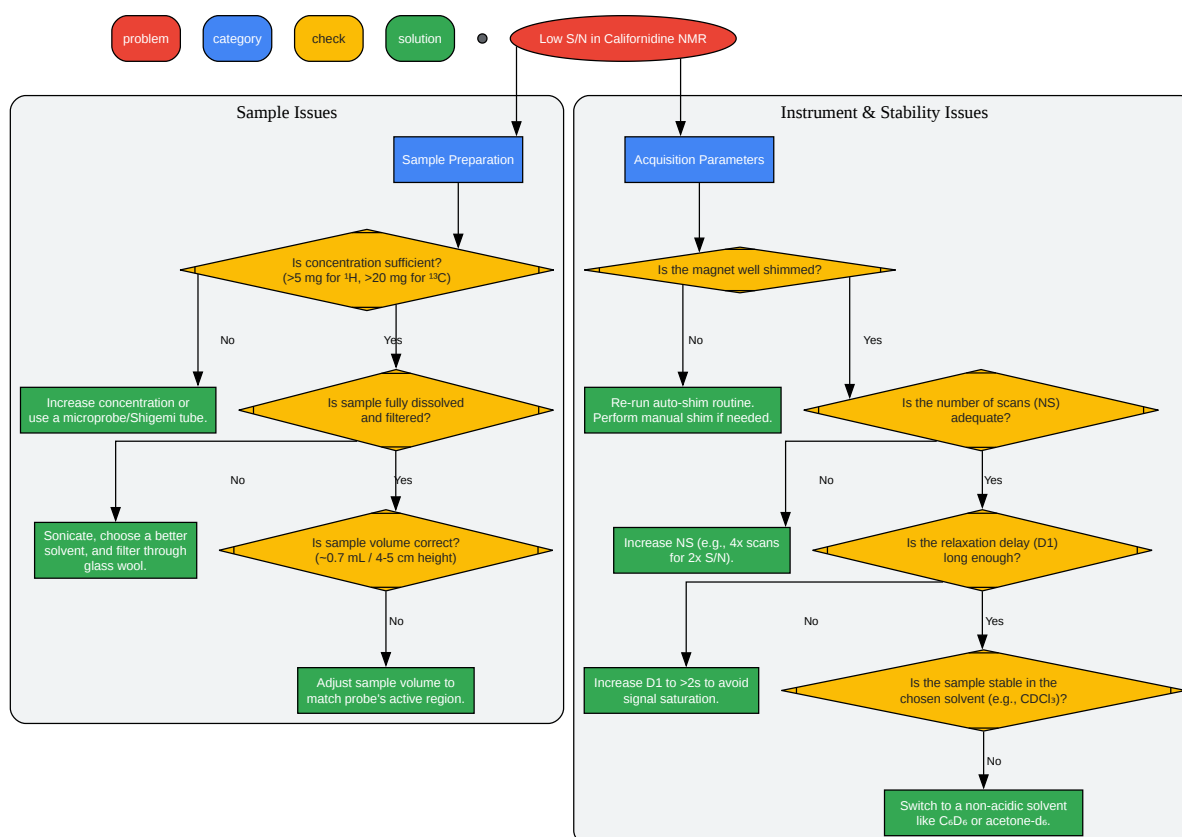 problem
category
check
solution
Low S/N in Californidine NMR
Sample Issues
Sample Preparation
Is concentration sufficient?
(>5 mg for ¹H, >20 mg for ¹³C)
No
Yes
Increase concentration or
use a microprobe/Shigemi tube.
Is sample fully dissolved
and filtered?
No
Yes
Sonicate, choose a better
solvent, and filter through
glass wool.
Is sample volume correct?
(~0.7 mL / 4-5 cm height)
No
Adjust sample volume to
match probe's active region.
Instrument & Stability Issues
Acquisition Parameters
Is the magnet well shimmed?
No
Yes
Re-run auto-shim routine.
Perform manual shim if needed.
Is the number of scans (NS)
adequate?
No
Yes
Increase NS (e.g., 4x scans
for 2x S/N).
Is the relaxation delay (D1)
long enough?
No
Yes
Increase D1 to >2s to avoid
signal saturation.
Is the sample stable in the
chosen solvent (e.g., CDCl₃)?
No
Switch to a non-acidic solvent
like C₆D₆ or acetone-d₆.